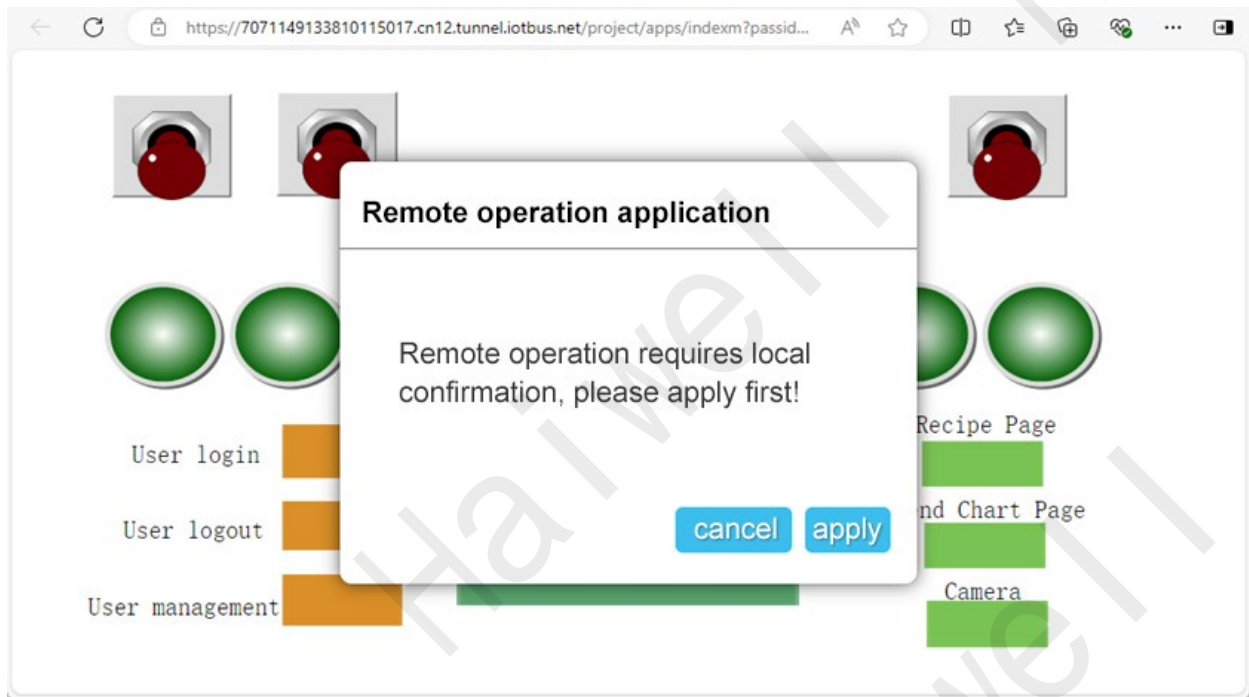 https://7071149133810115017.cn12.tunnel.iotbus.net/project/apps/indexm?passid...
Remote operation application
Remote operation requires local
confirmation, please apply first!
cancel apply
User login
User logout
User management
Recipe Page
nd Chart Page
Camera
Haiwell